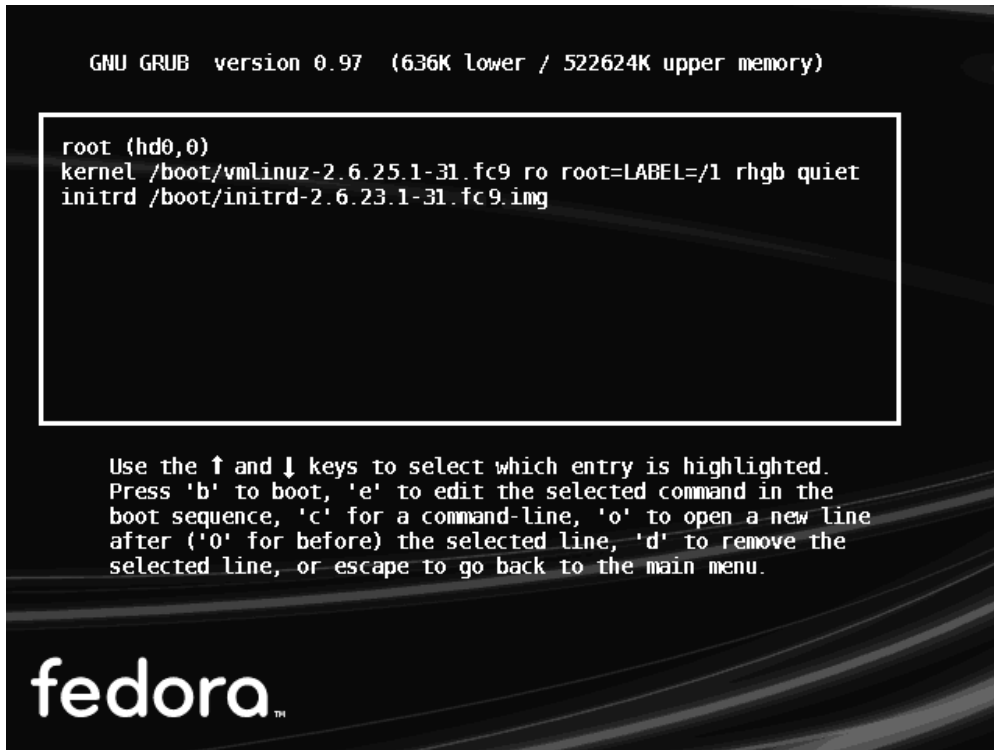 GNU GRUB version 0.97 (636K lower / 522624K upper memory)
root (hd0,0)
kernel /boot/vmlinuz-2.6.25.1-31.fc9 ro root=LABEL=/1 rhgb quiet
initrd /boot/initrd-2.6.23.1-31.fc9.img
Use the ↑ and ↓ keys to select which entry is highlighted.
Press 'b' to boot, 'e' to edit the selected command in the
boot sequence, 'c' for a command-line, 'o' to open a new line
after ('O' for before) the selected line, 'd' to remove the
selected line, or escape to go back to the main menu.
fedora™